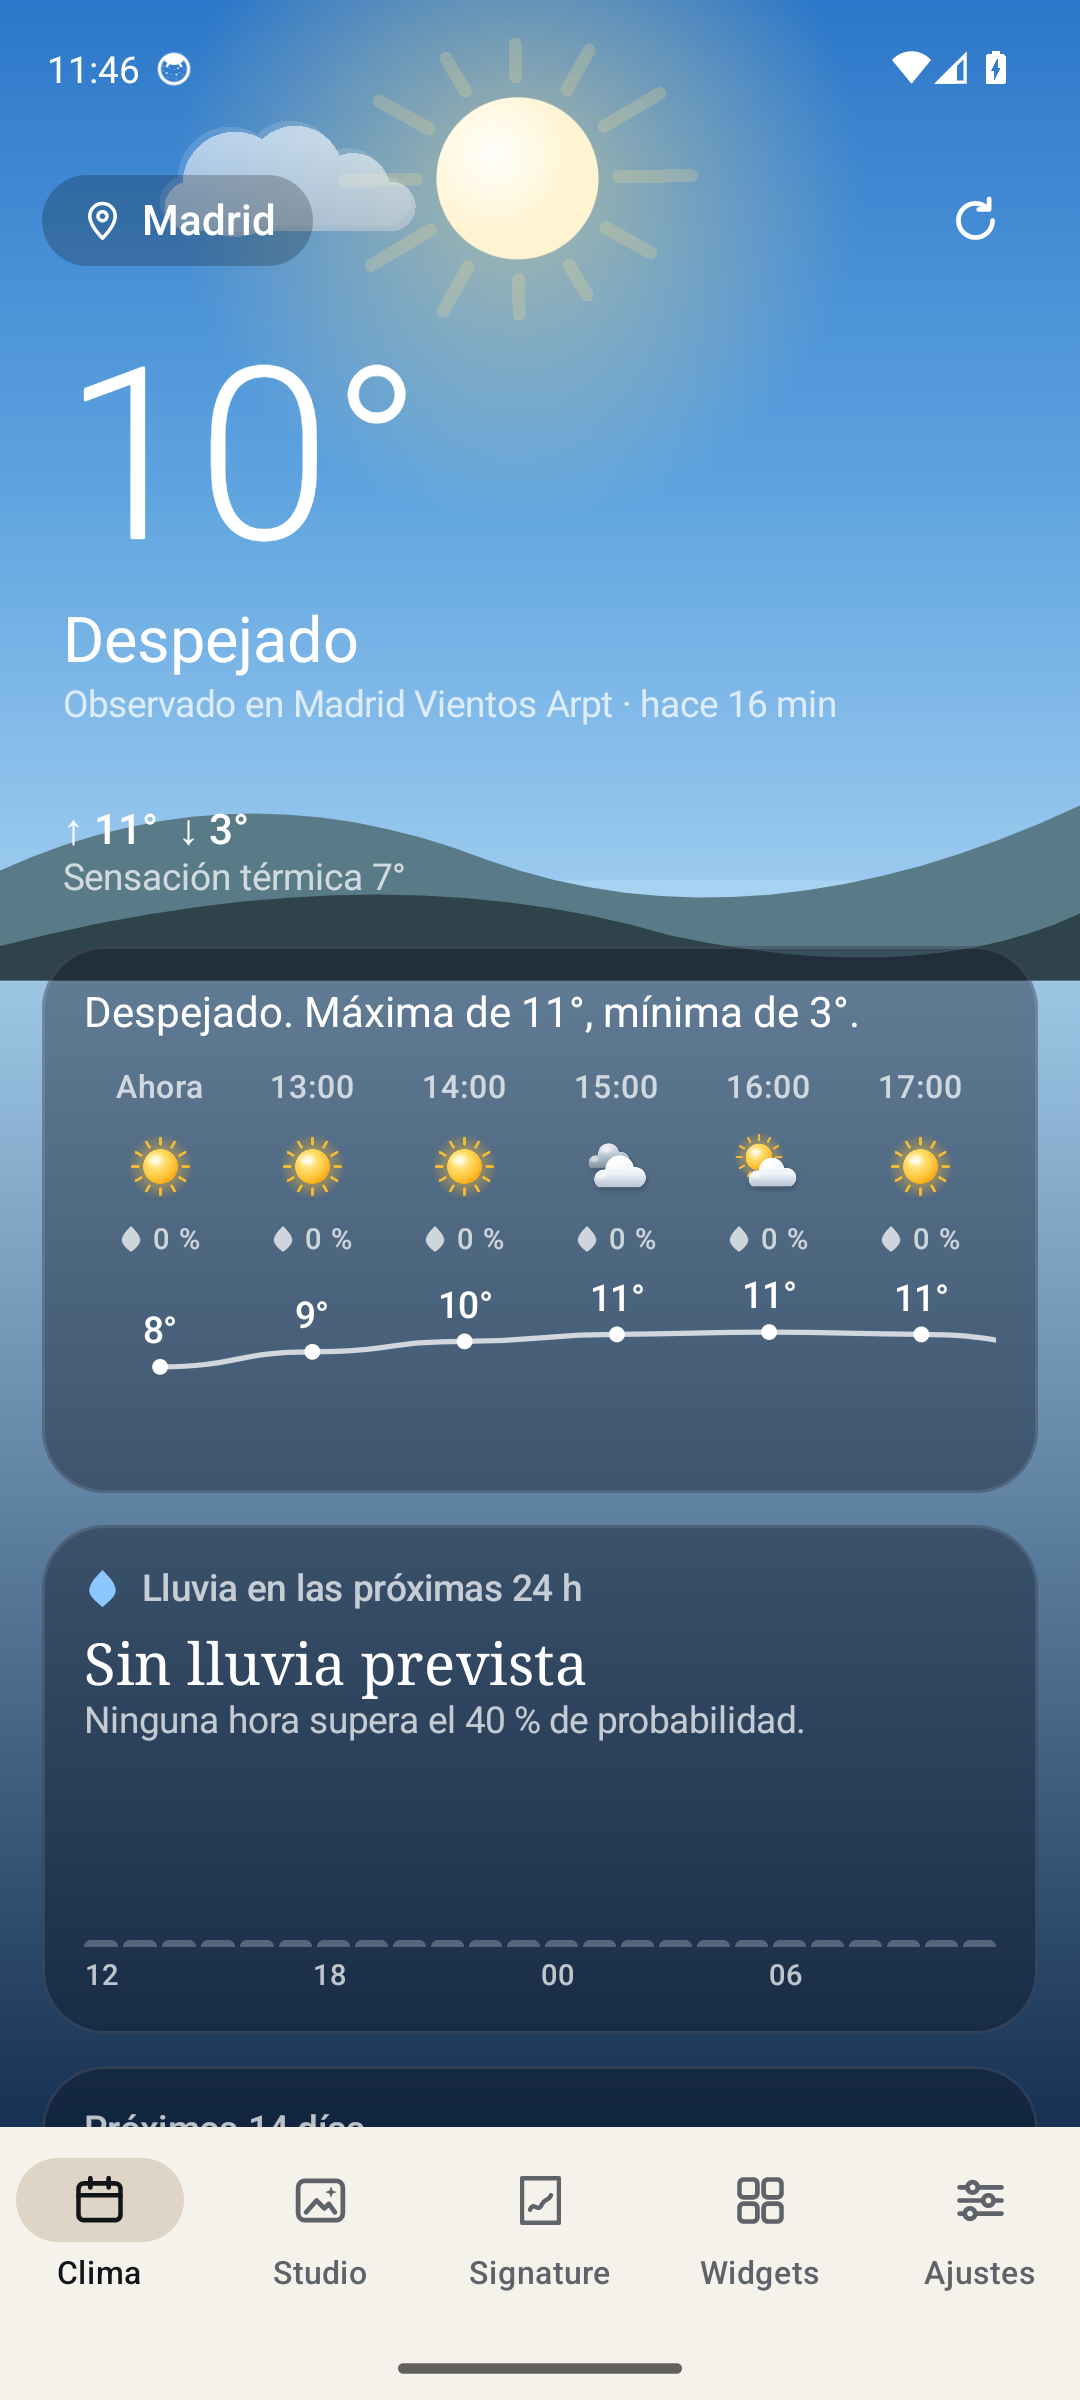 11:46
Madrid
10°
Despejado
Observado en Madrid Vientos Arpt · hace 16 min
↑ 11° ↓ 3°
Sensación térmica 7°
Despejado. Máxima de 11°, mínima de 3°.
Ahora 13:00 14:00 15:00 16:00 17:00
0 % 0 % 0 % 0 % 0 % 0 %
8° 9° 10° 11° 11° 11°
Lluvia en las próximas 24 h
Sin lluvia prevista
Ninguna hora supera el 40 % de probabilidad.
12 18 00 06
Próximos 14 días
Clima Studio Signature Widgets Ajustes